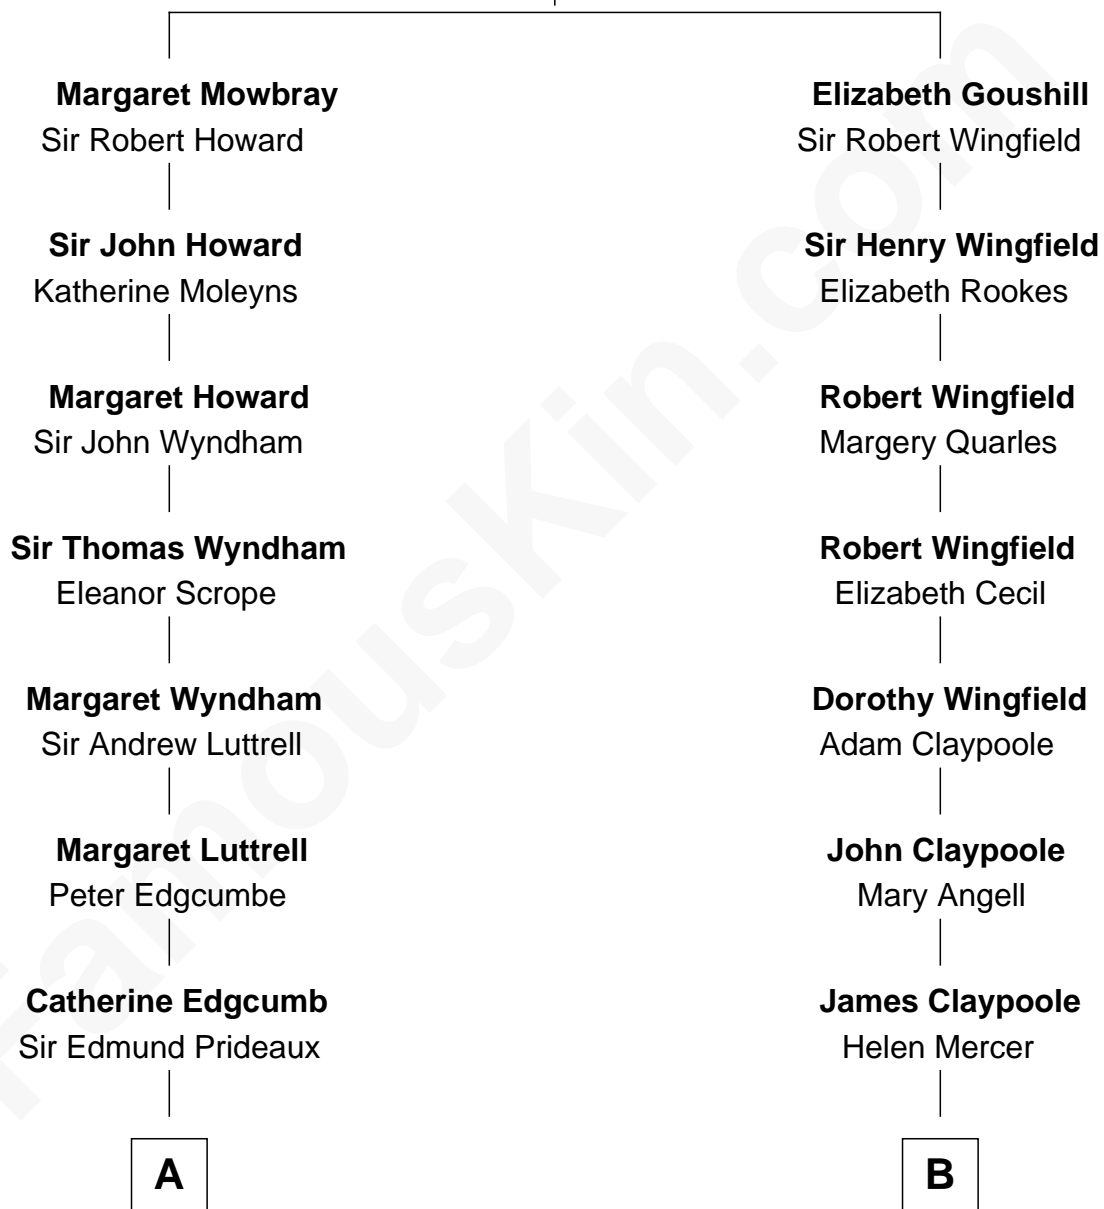 Margaret Mowbray
Sir Robert Howard
Elizabeth Goushill
Sir Robert Wingfield
Sir John Howard
Katherine Moleyns
Sir Henry Wingfield
Elizabeth Rookes
Margaret Howard
Sir John Wyndham
Robert Wingfield
Margery Quarles
Sir Thomas Wyndham
Eleanor Scrope
Robert Wingfield
Elizabeth Cecil
Margaret Wyndham
Sir Andrew Luttrell
Dorothy Wingfield
Adam Claypoole
Margaret Luttrell
Peter Edgcumbe
John Claypoole
Mary Angell
Catherine Edgcumb
Sir Edmund Prideaux
James Claypoole
Helen Mercer
A
B
FamousKin.com